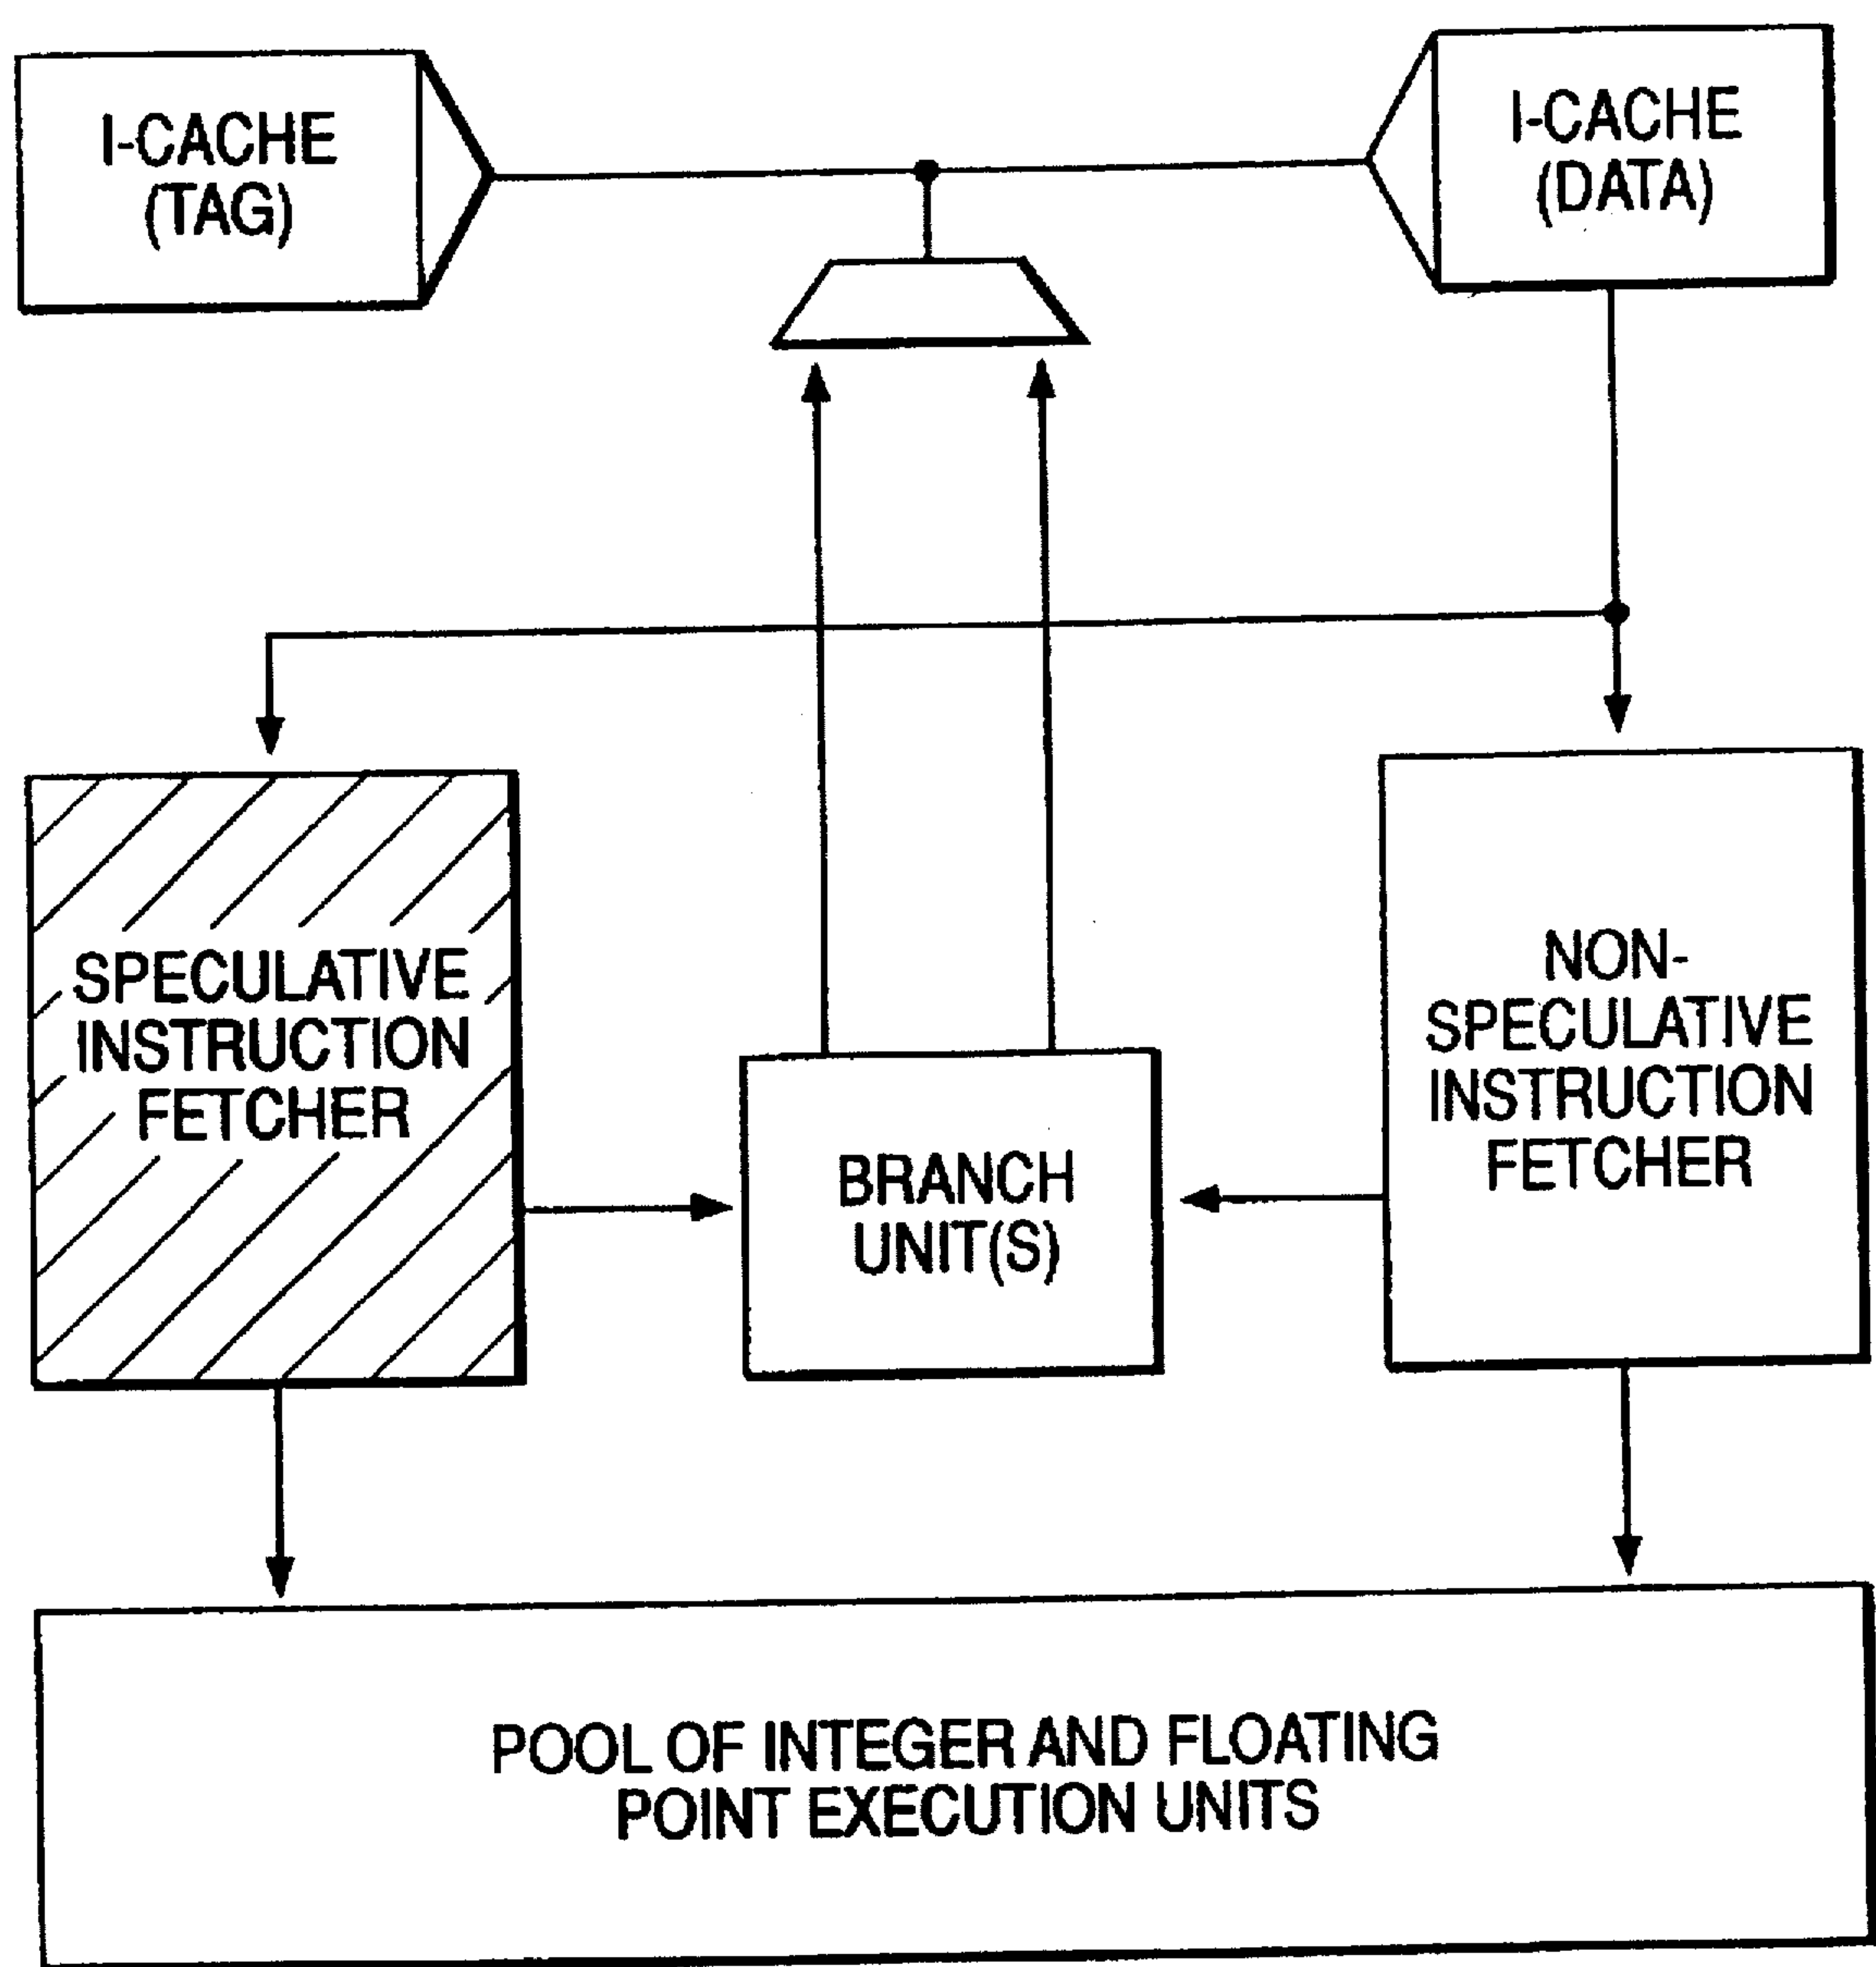 I-CACHE
(TAG)
I-CACHE
(DATA)
SPECULATIVE
INSTRUCTION
FETCHER
BRANCH
UNIT(S)
NON-
SPECULATIVE
INSTRUCTION
FETCHER
POOL OF INTEGER AND FLOATING
POINT EXECUTION UNITS